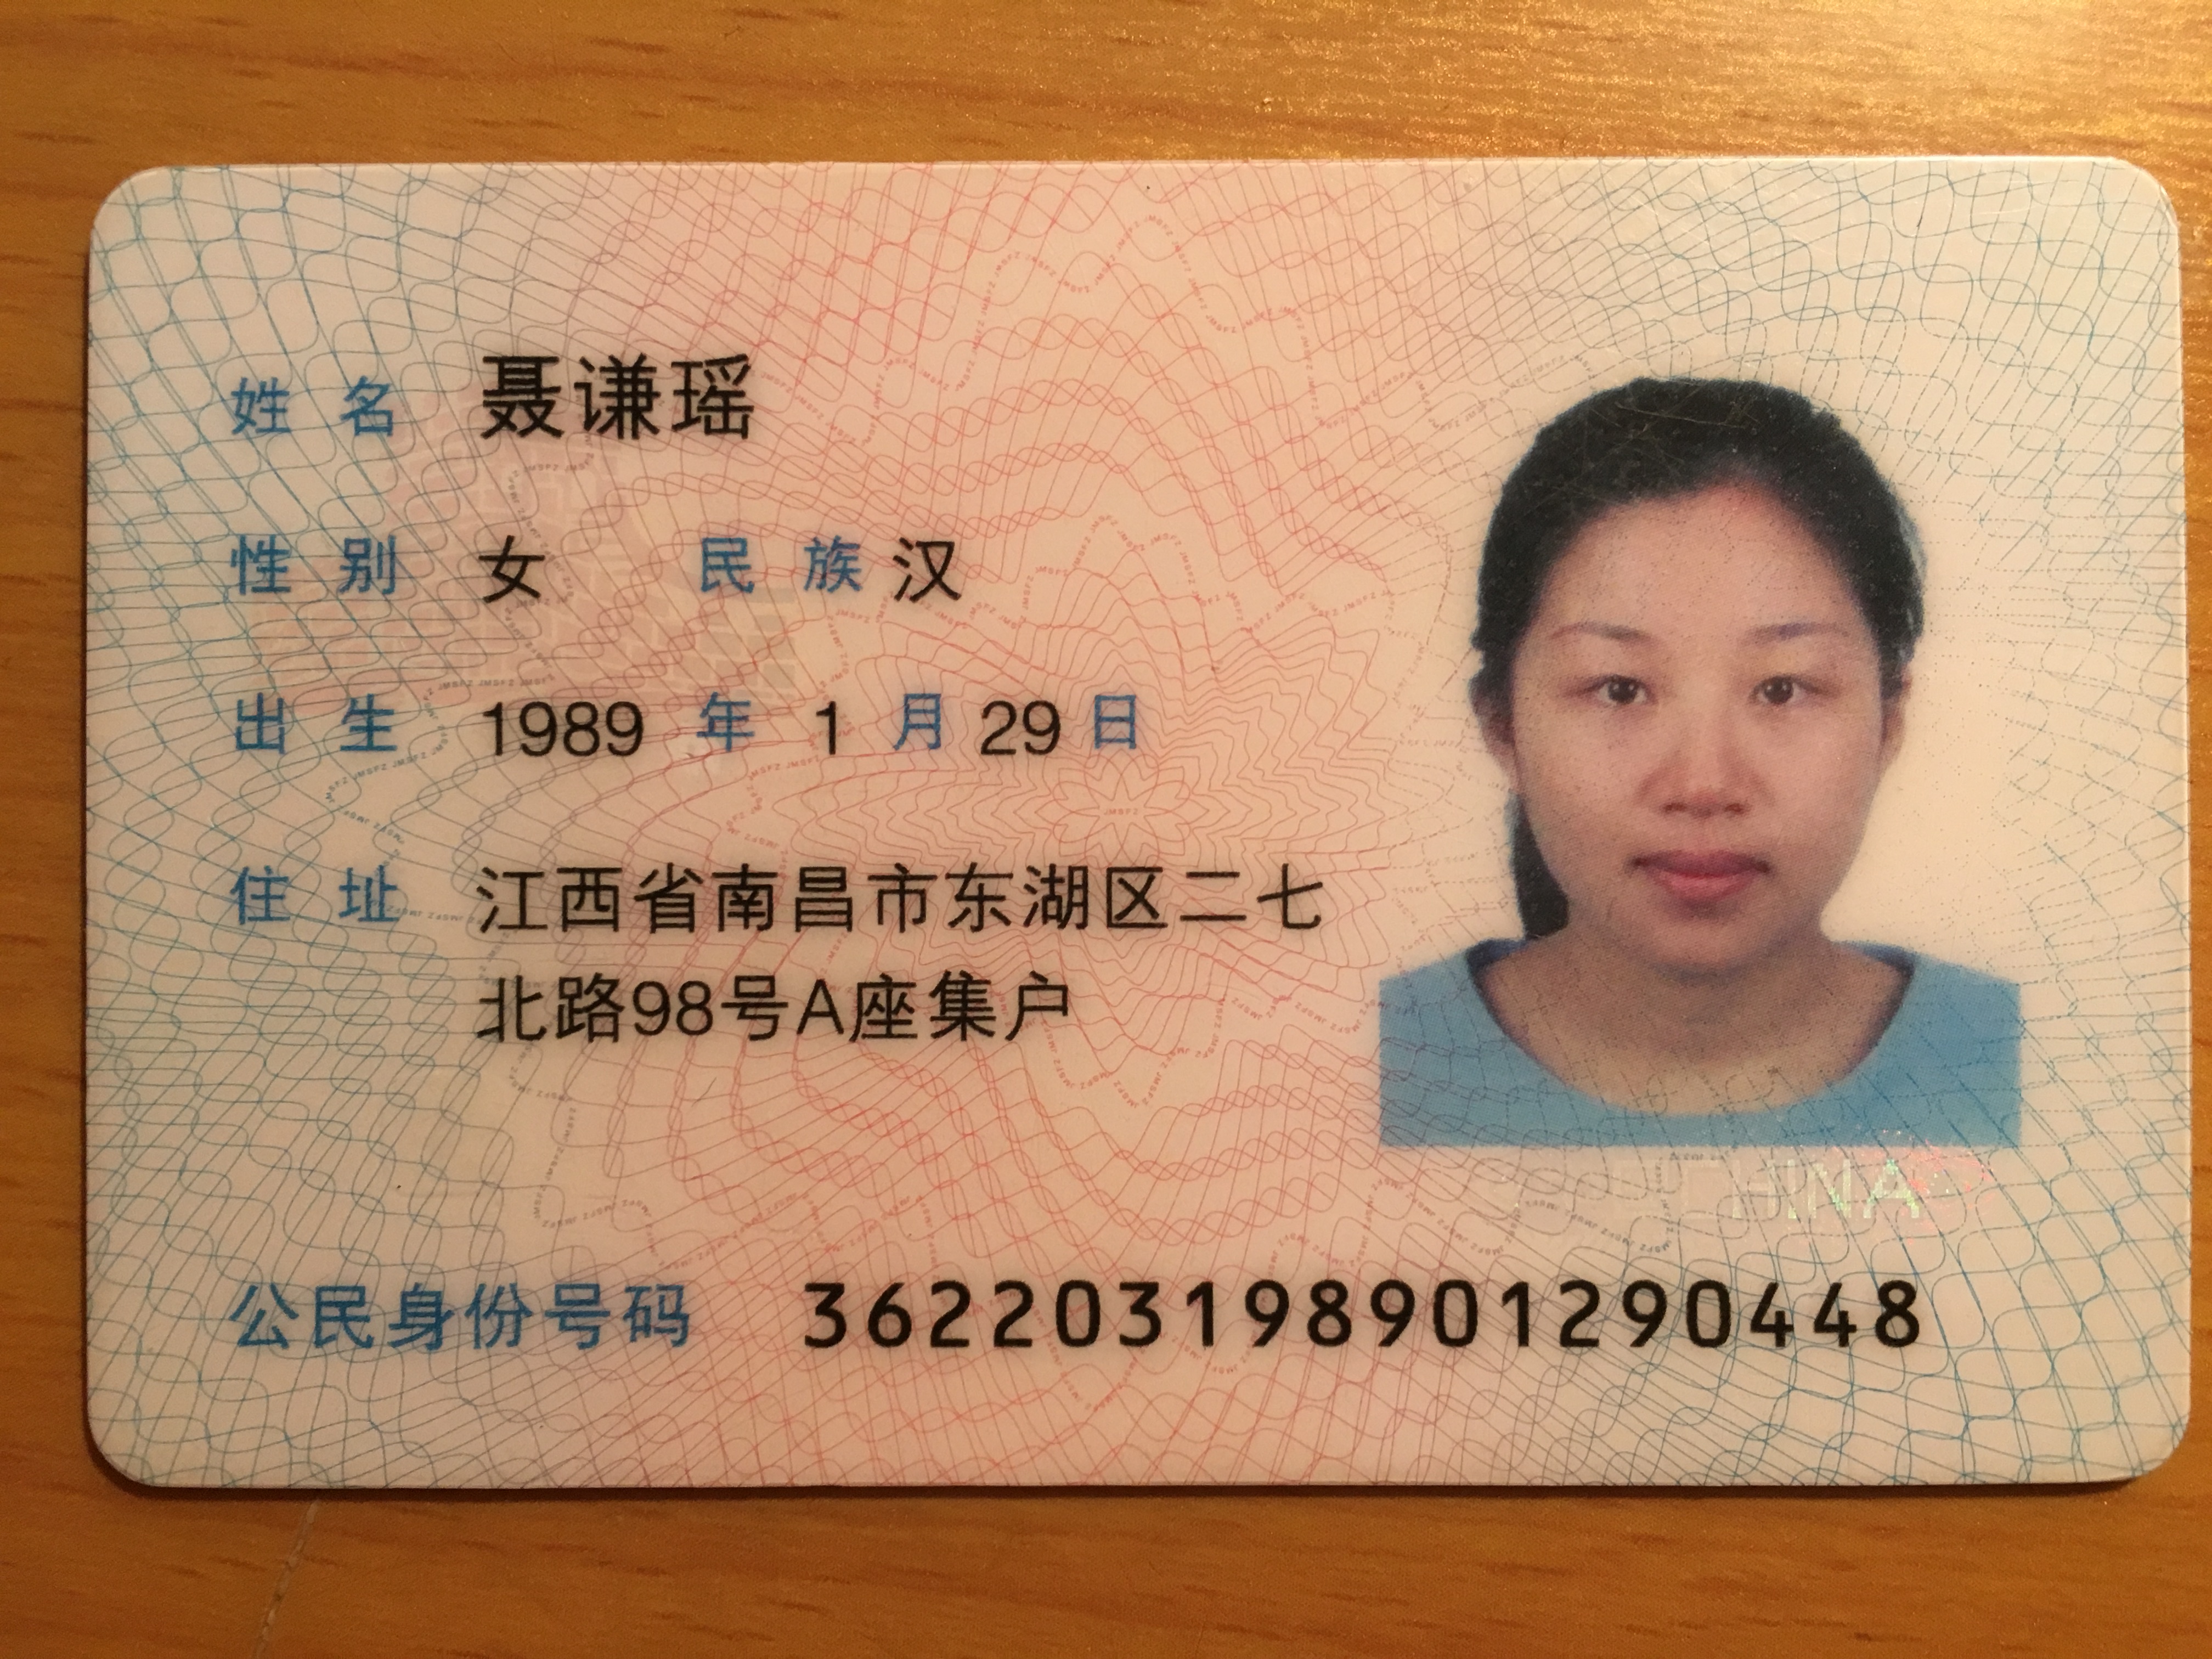 姓名 聂谦瑶
性别 女 民族 汉
出生 1989 年 1 月 29 日
住址 江西省南昌市东湖区二七
北路98号A座集户
公民身份号码 362203198901290448
CHINA